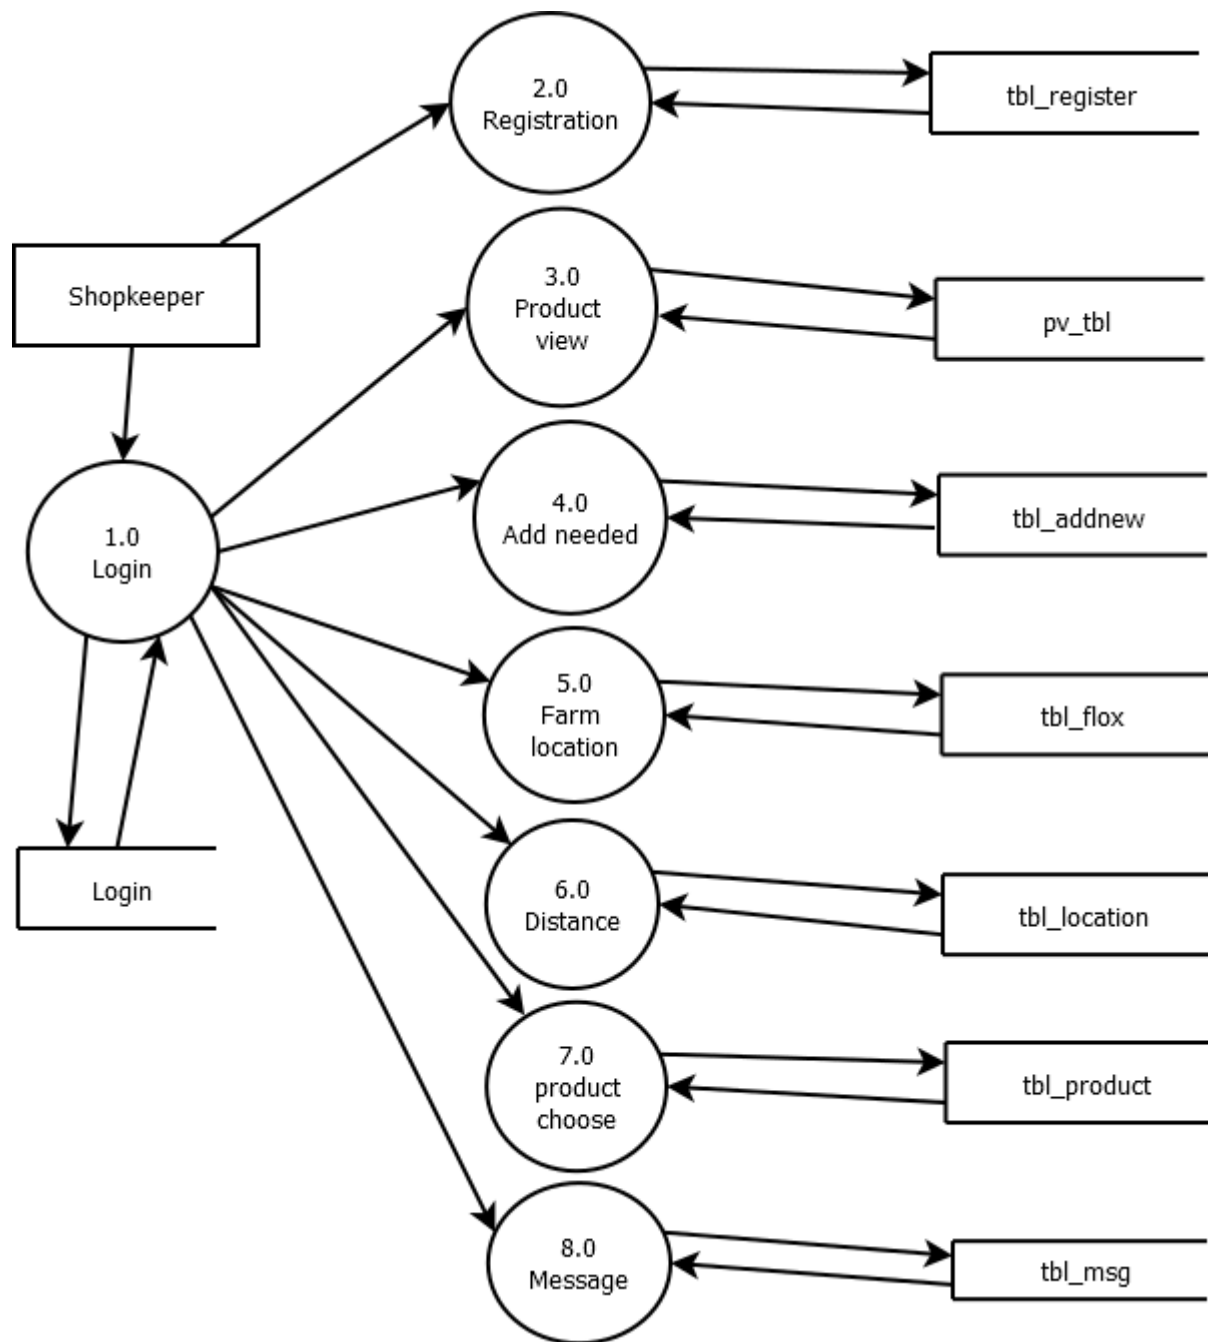 2.0
Registration
tbl_register
Shopkeeper
3.0
Product
view
pv_tbl
1.0
Login
4.0
Add needed
tbl_addnew
5.0
Farm
location
tbl_flox
Login
6.0
Distance
tbl_location
7.0
product
choose
tbl_product
8.0
Message
tbl_msg